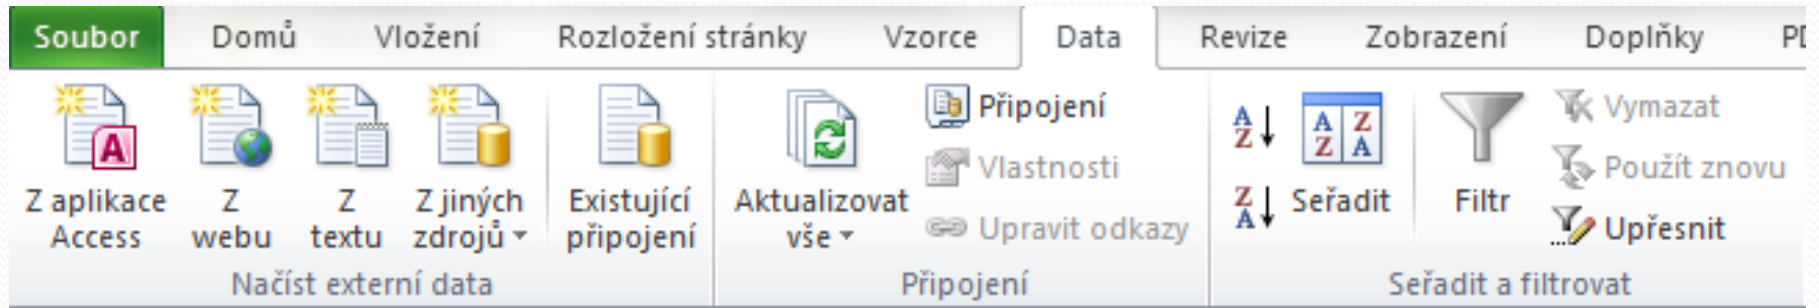 Soubor Domů Vložení Rozložení stránky Vzorce Data Revize Zobrazení Doplňky
Z aplikace Access
Z webu
Z textu
Z jiných zdrojů
Existující připojení
Načíst externí data
Aktualizovat vše
Připojení
Vlastnosti
Upravit odkazy
Připojení
A Z
Z A
A Z
Z A
Seřadit
Filtr
Vymazat
Použít znovu
Upřesnit
Seřadit a filtrovat